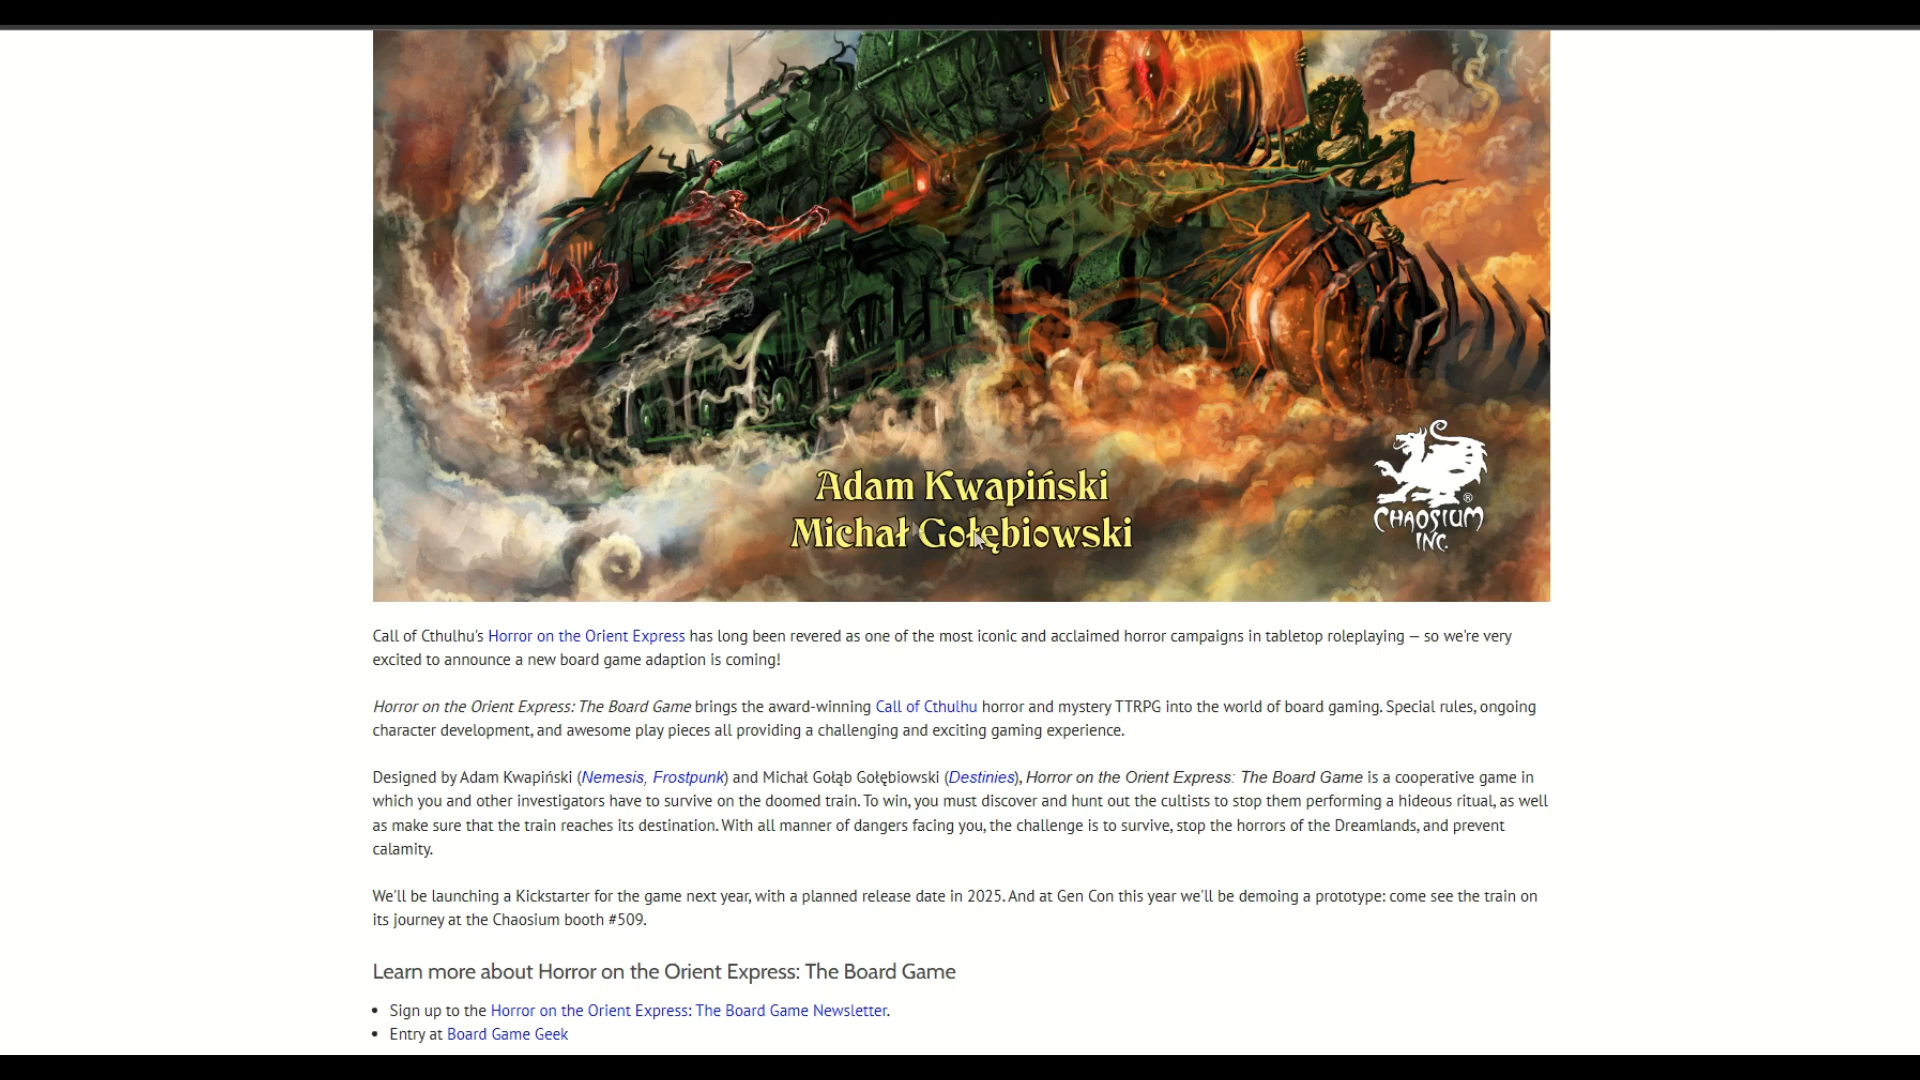 Adam Kwapiński
Michał Gołębiowski
CHAOSIUM
INC.
®
Call of Cthulhu's Horror on the Orient Express has long been revered as one of the most iconic and acclaimed horror campaigns in tabletop roleplaying — so we're very
excited to announce a new board game adaption is coming!
Horror on the Orient Express: The Board Game brings the award-winning Call of Cthulhu horror and mystery TTRPG into the world of board gaming. Special rules, ongoing
character development, and awesome play pieces all providing a challenging and exciting gaming experience.
Designed by Adam Kwapiński (Nemesis, Frostpunk) and Michał Gołąb Gołębiowski (Destinies), Horror on the Orient Express: The Board Game is a cooperative game in
which you and other investigators have to survive on the doomed train. To win, you must discover and hunt out the cultists to stop them performing a hideous ritual, as well
as make sure that the train reaches its destination. With all manner of dangers facing you, the challenge is to survive, stop the horrors of the Dreamlands, and prevent
calamity.
We'll be launching a Kickstarter for the game next year, with a planned release date in 2025. And at Gen Con this year we'll be demoing a prototype: come see the train on
its journey at the Chaosium booth #509.
Learn more about Horror on the Orient Express: The Board Game
• Sign up to the Horror on the Orient Express: The Board Game Newsletter.
• Entry at Board Game Geek